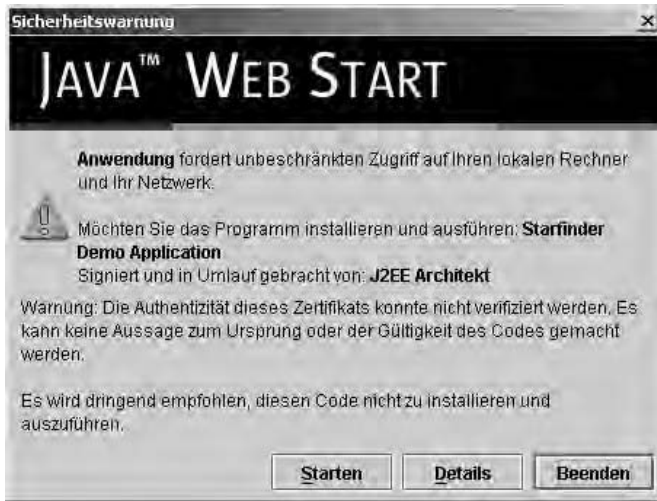 Sicherheitswarnung
JAVA™ WEB START
Anwendung fordert unbeschränkten Zugriff auf Ihren lokalen Rechner
und Ihr Netzwerk.
Möchten Sie das Programm installieren und ausführen: Starfinder
Demo Application
Signiert und in Umlauf gebracht von: J2EE Architekt
Warnung: Die Authentizität dieses Zertifikats konnte nicht verifiziert werden. Es
kann keine Aussage zum Ursprung oder der Gültigkeit des Codes gemacht
werden.
Es wird dringend empfohlen, diesen Code nicht zu installieren und
auszuführen.
Starten Details Beenden